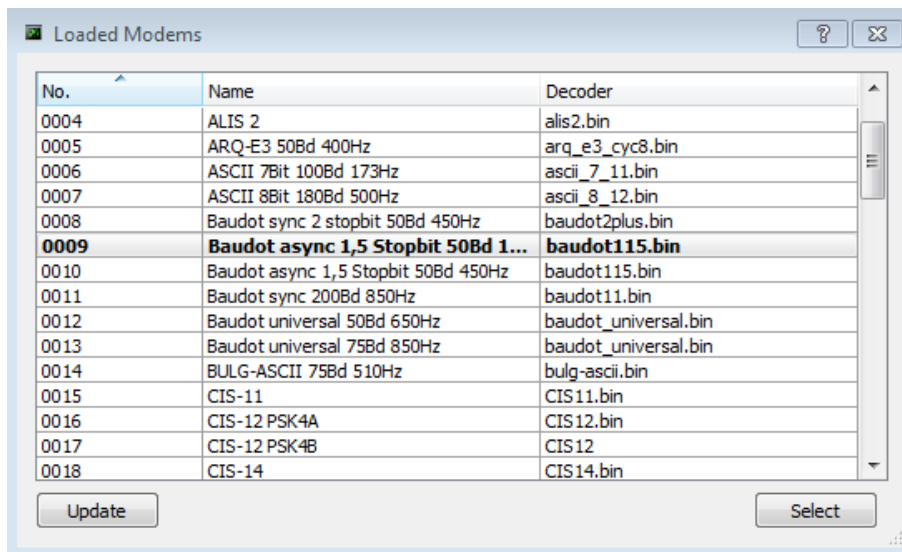 Loaded Modems
No. Name Decoder
0004 ALIS 2 alis2.bin
0005 ARQ-E3 50Bd 400Hz arq_e3_cyc8.bin
0006 ASCII 7Bit 100Bd 173Hz ascii_7_11.bin
0007 ASCII 8Bit 180Bd 500Hz ascii_8_12.bin
0008 Baudot sync 2 stopbit 50Bd 450Hz baudot2plus.bin
0009 Baudot async 1,5 Stopbit 50Bd 1... baudot115.bin
0010 Baudot async 1,5 Stopbit 50Bd 450Hz baudot115.bin
0011 Baudot sync 200Bd 850Hz baudot11.bin
0012 Baudot universal 50Bd 650Hz baudot_universal.bin
0013 Baudot universal 75Bd 850Hz baudot_universal.bin
0014 BULG-ASCII 75Bd 510Hz bulg-ascii.bin
0015 CIS-11 CIS11.bin
0016 CIS-12 PSK4A CIS12.bin
0017 CIS-12 PSK4B CIS12
0018 CIS-14 CIS14.bin
Update Select